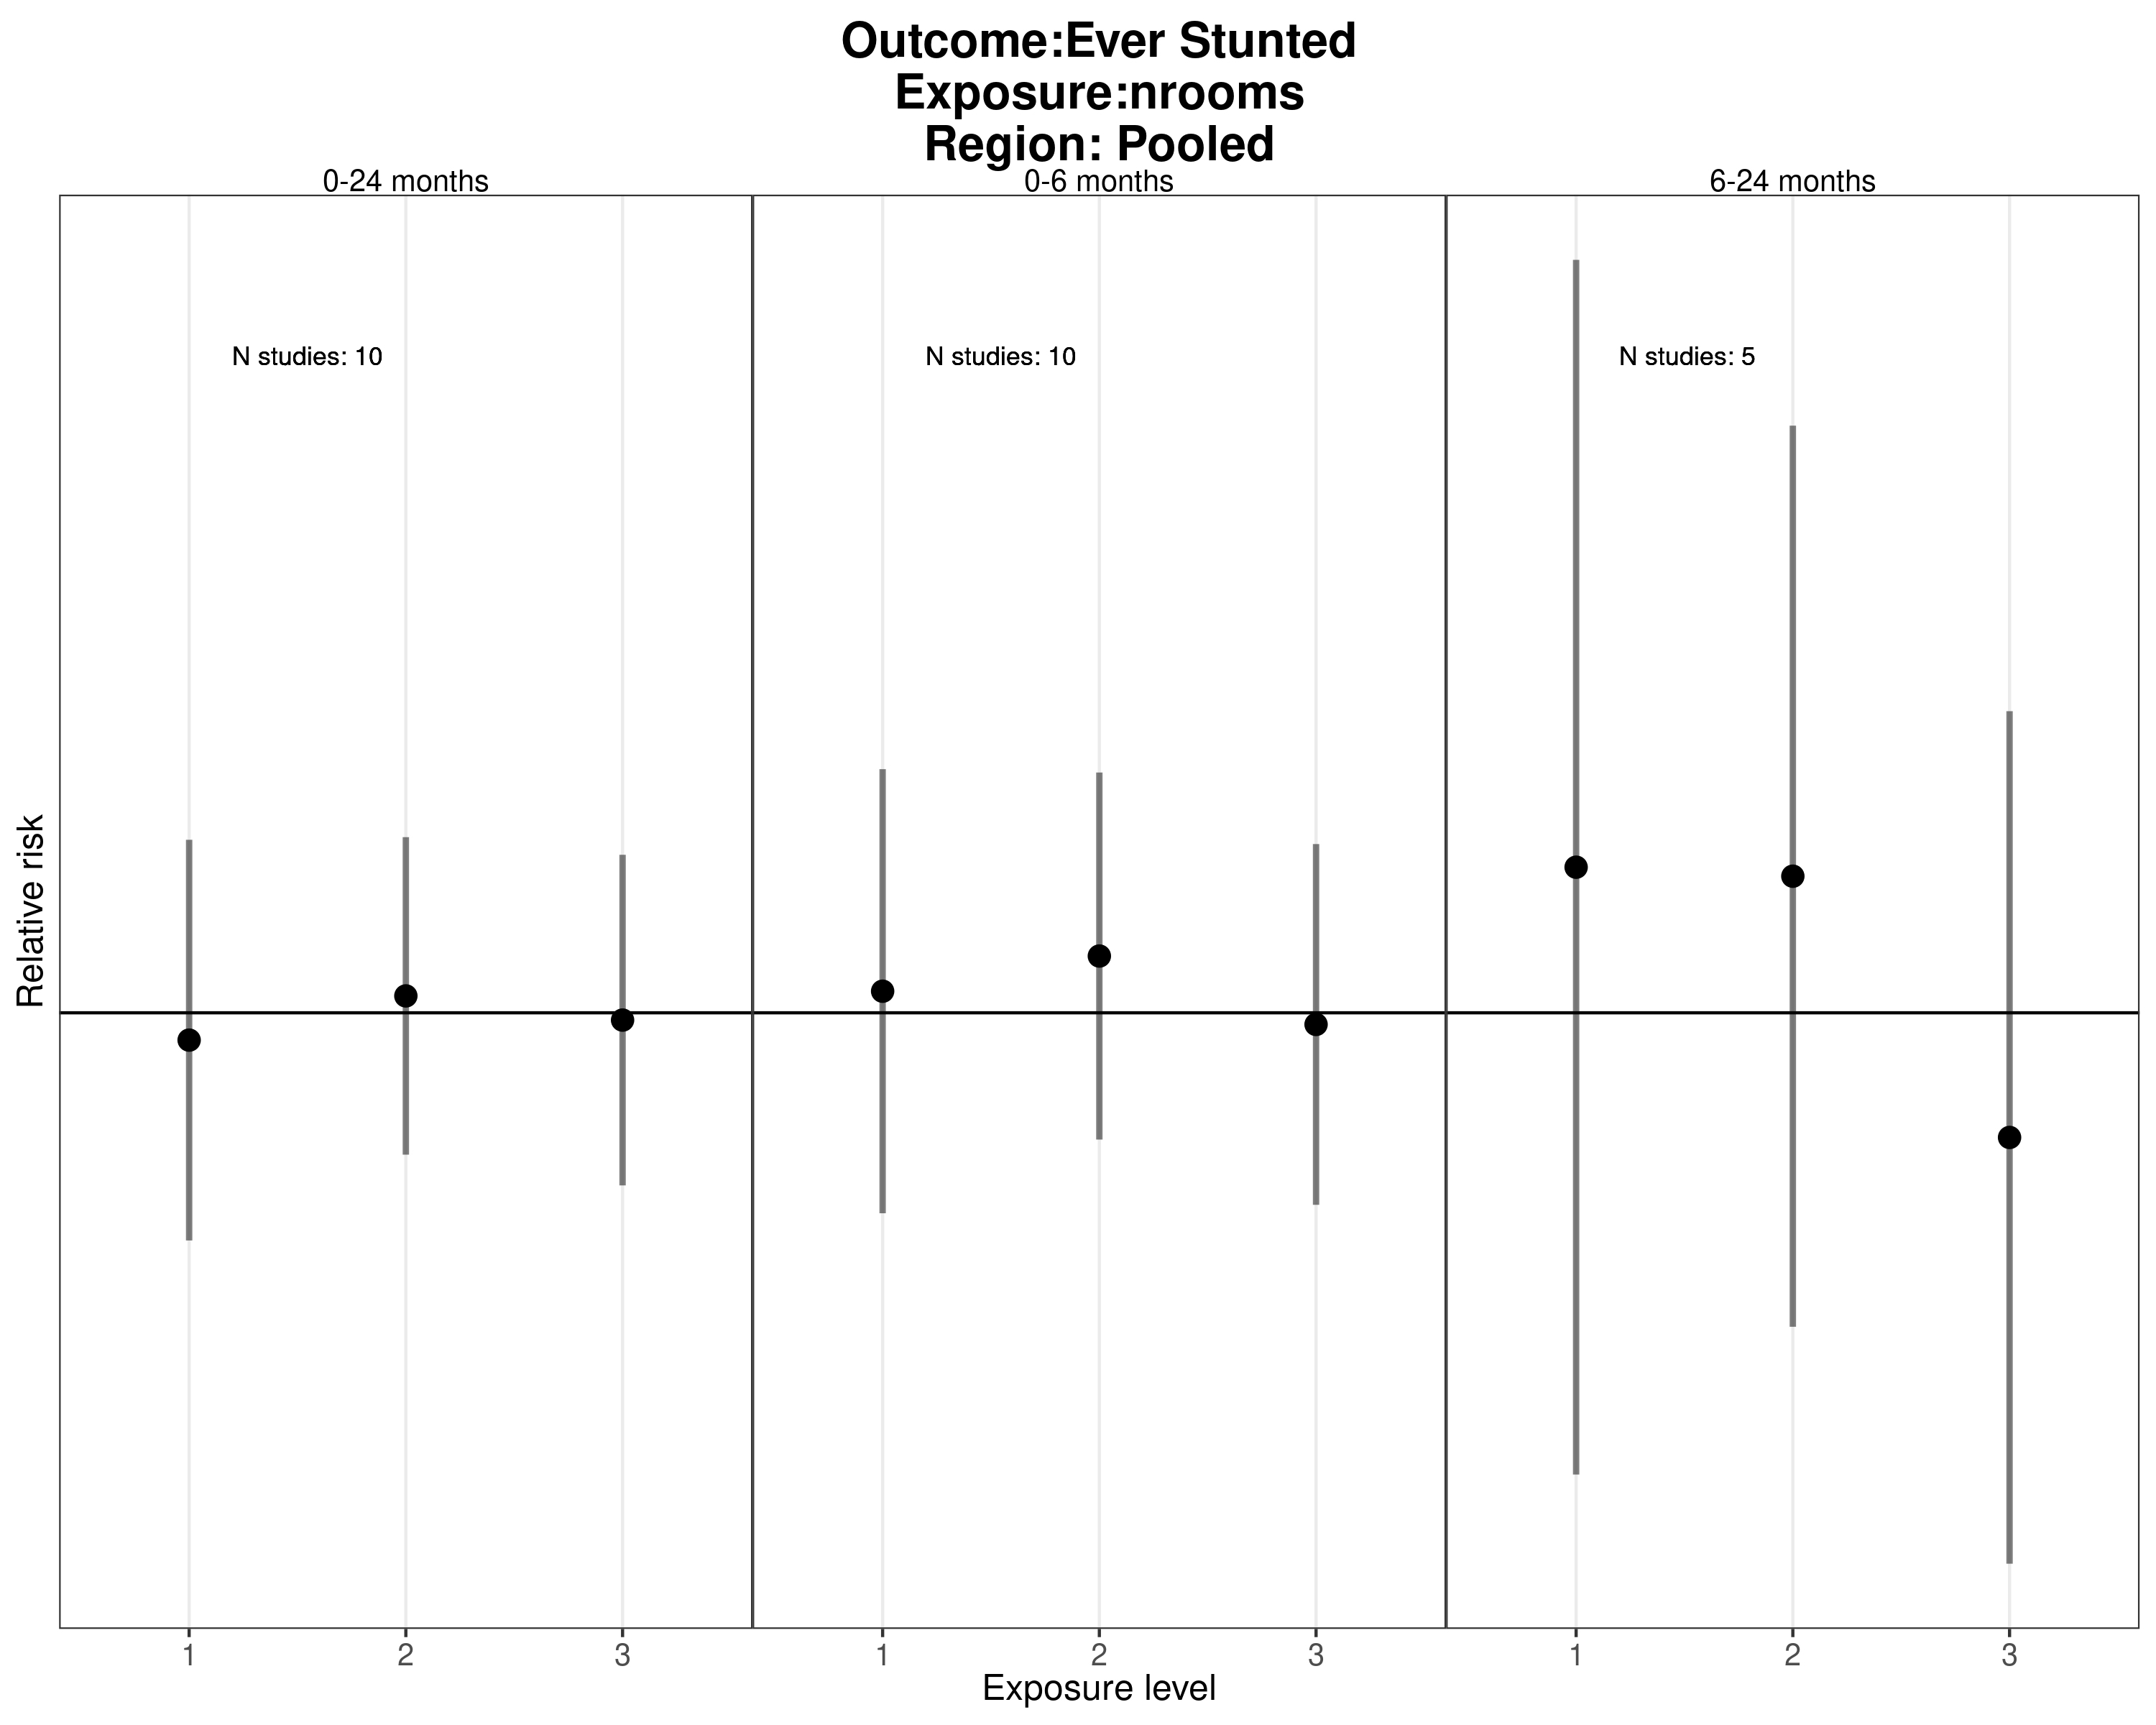 Outcome:Ever Stunted
Exposure:nrooms
Region: Pooled
0-24 months
0-6 months
6-24 months
N studies: 10
N studies: 10
N studies: 5
Relative risk
1
2
3
1
2
3
1
2
3
Exposure level